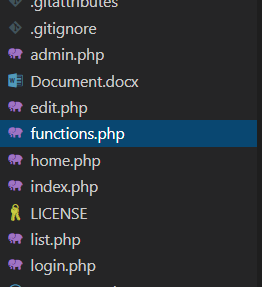 .gitattributes
.gitignore
admin.php
Document.docx
edit.php
functions.php
home.php
index.php
LICENSE
list.php
login.php